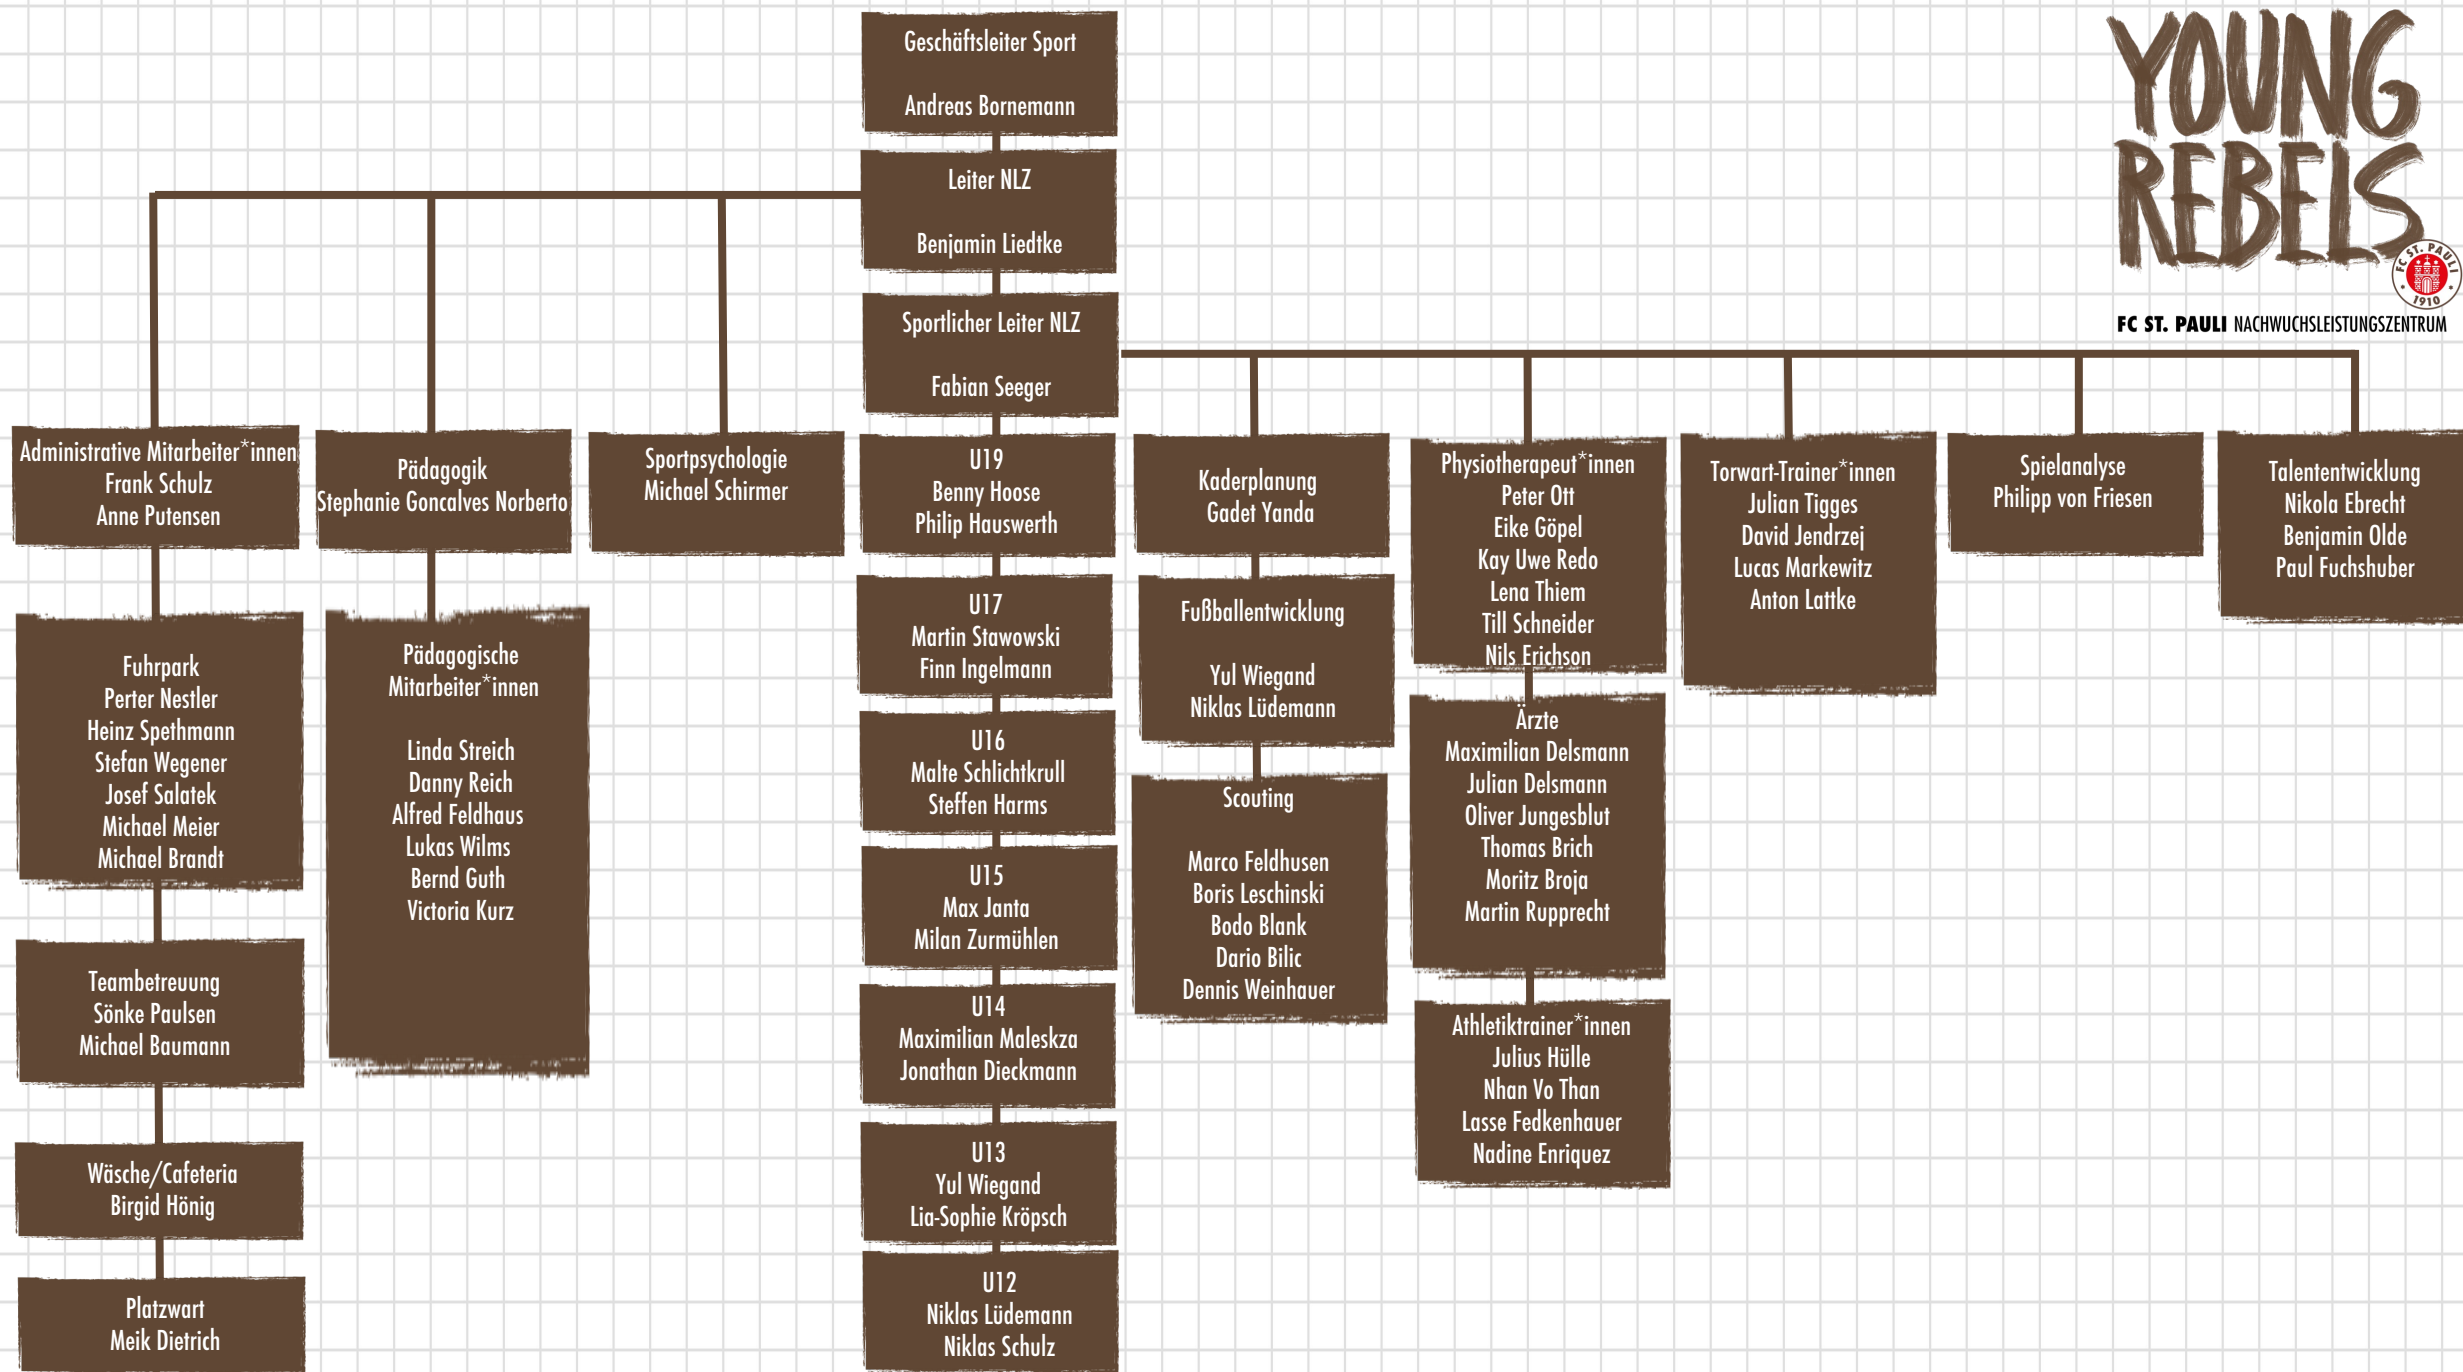 YOUNG
REBELS
FC ST. PAULI
1910
FC ST. PAULI NACHWUCHSLEISTUNGSZENTRUM
Geschäftsleiter Sport
Andreas Bornemann
Leiter NLZ
Benjamin Liedtke
Sportlicher Leiter NLZ
Fabian Seeger
Administrative Mitarbeiter*innen
Frank Schulz
Anne Putensen
Fuhrpark
Perter Nestler
Heinz Spethmann
Stefan Wegener
Josef Salatek
Michael Meier
Michael Brandt
Teambetreuung
Sönke Paulsen
Michael Baumann
Wäsche/Cafeteria
Birgid Hönig
Platzwart
Meik Dietrich
Pädagogik
Stephanie Goncalves Norberto
Pädagogische
Mitarbeiter*innen
Linda Streich
Danny Reich
Alfred Feldhaus
Lukas Wilms
Bernd Guth
Victoria Kurz
Sportpsychologie
Michael Schirmer
U19
Benny Hoose
Philip Hauswerth
U17
Martin Stawowski
Finn Ingelmann
U16
Malte Schlichtkrull
Steffen Harms
U15
Max Janta
Milan Zurmühlen
U14
Maximilian Maleskza
Jonathan Dieckmann
U13
Yul Wiegand
Lia-Sophie Kröpsch
U12
Niklas Lüdemann
Niklas Schulz
Kaderplanung
Gadet Yanda
Fußballentwicklung
Yul Wiegand
Niklas Lüdemann
Scouting
Marco Feldhusen
Boris Leschinski
Bodo Blank
Dario Bilic
Dennis Weinhauer
Physiotherapeut*innen
Peter Ott
Eike Göpel
Kay Uwe Redo
Lena Thiem
Till Schneider
Nils Erichson
Ärzte
Maximilian Delsmann
Julian Delsmann
Oliver Jungesblut
Thomas Brich
Moritz Broja
Martin Rupprecht
Athletiktrainer*innen
Julius Hülle
Nhan Vo Than
Lasse Fedkenhauer
Nadine Enriquez
Torwart-Trainer*innen
Julian Tigges
David Jendrzej
Lucas Markewitz
Anton Lattke
Spielanalyse
Philipp von Friesen
Talententwicklung
Nikola Ebrecht
Benjamin Olde
Paul Fuchshuber